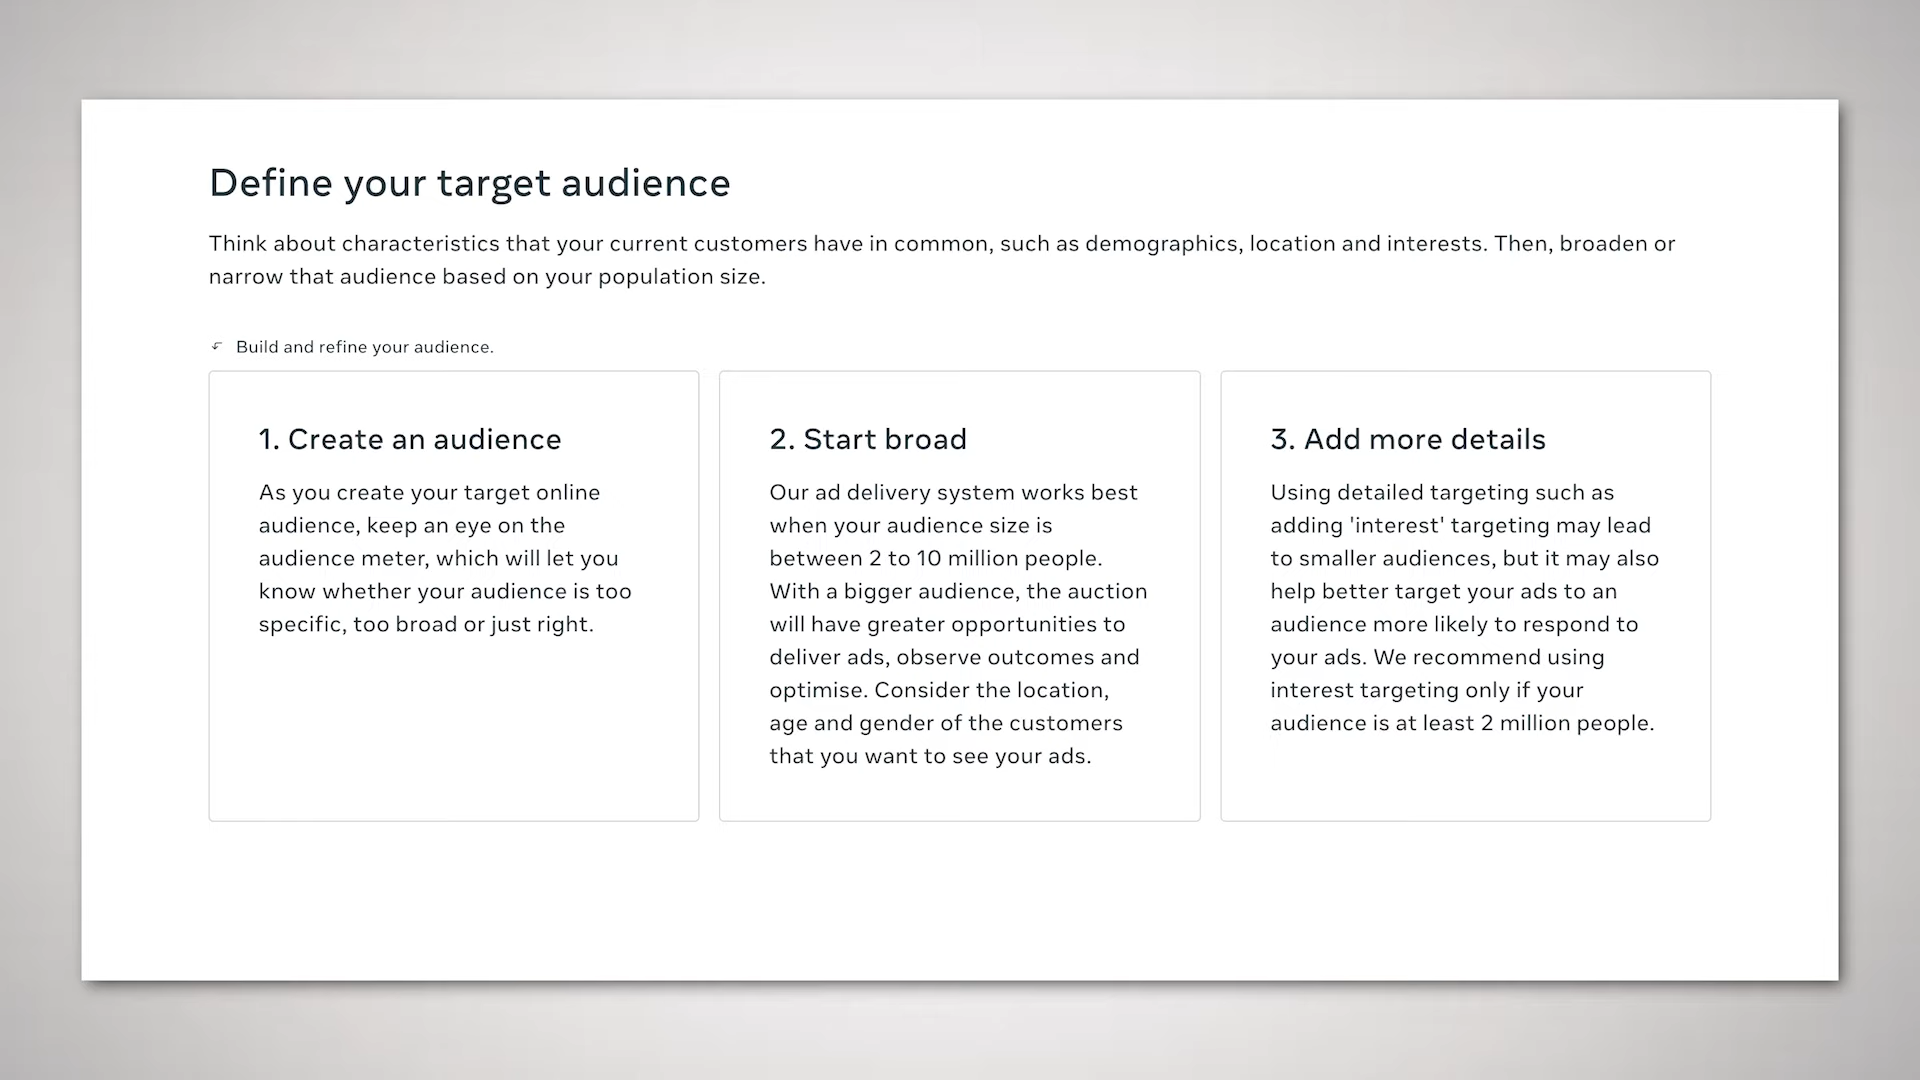 Define your target audience
Think about characteristics that your current customers have in common, such as demographics, location and interests. Then, broaden or
narrow that audience based on your population size.
Build and refine your audience.
1. Create an audience
As you create your target online
audience, keep an eye on the
audience meter, which will let you
know whether your audience is too
specific, too broad or just right.
2. Start broad
Our ad delivery system works best
when your audience size is
between 2 to 10 million people.
With a bigger audience, the auction
will have greater opportunities to
deliver ads, observe outcomes and
optimise. Consider the location,
age and gender of the customers
that you want to see your ads.
3. Add more details
Using detailed targeting such as
adding 'interest' targeting may lead
to smaller audiences, but it may also
help better target your ads to an
audience more likely to respond to
your ads. We recommend using
interest targeting only if your
audience is at least 2 million people.